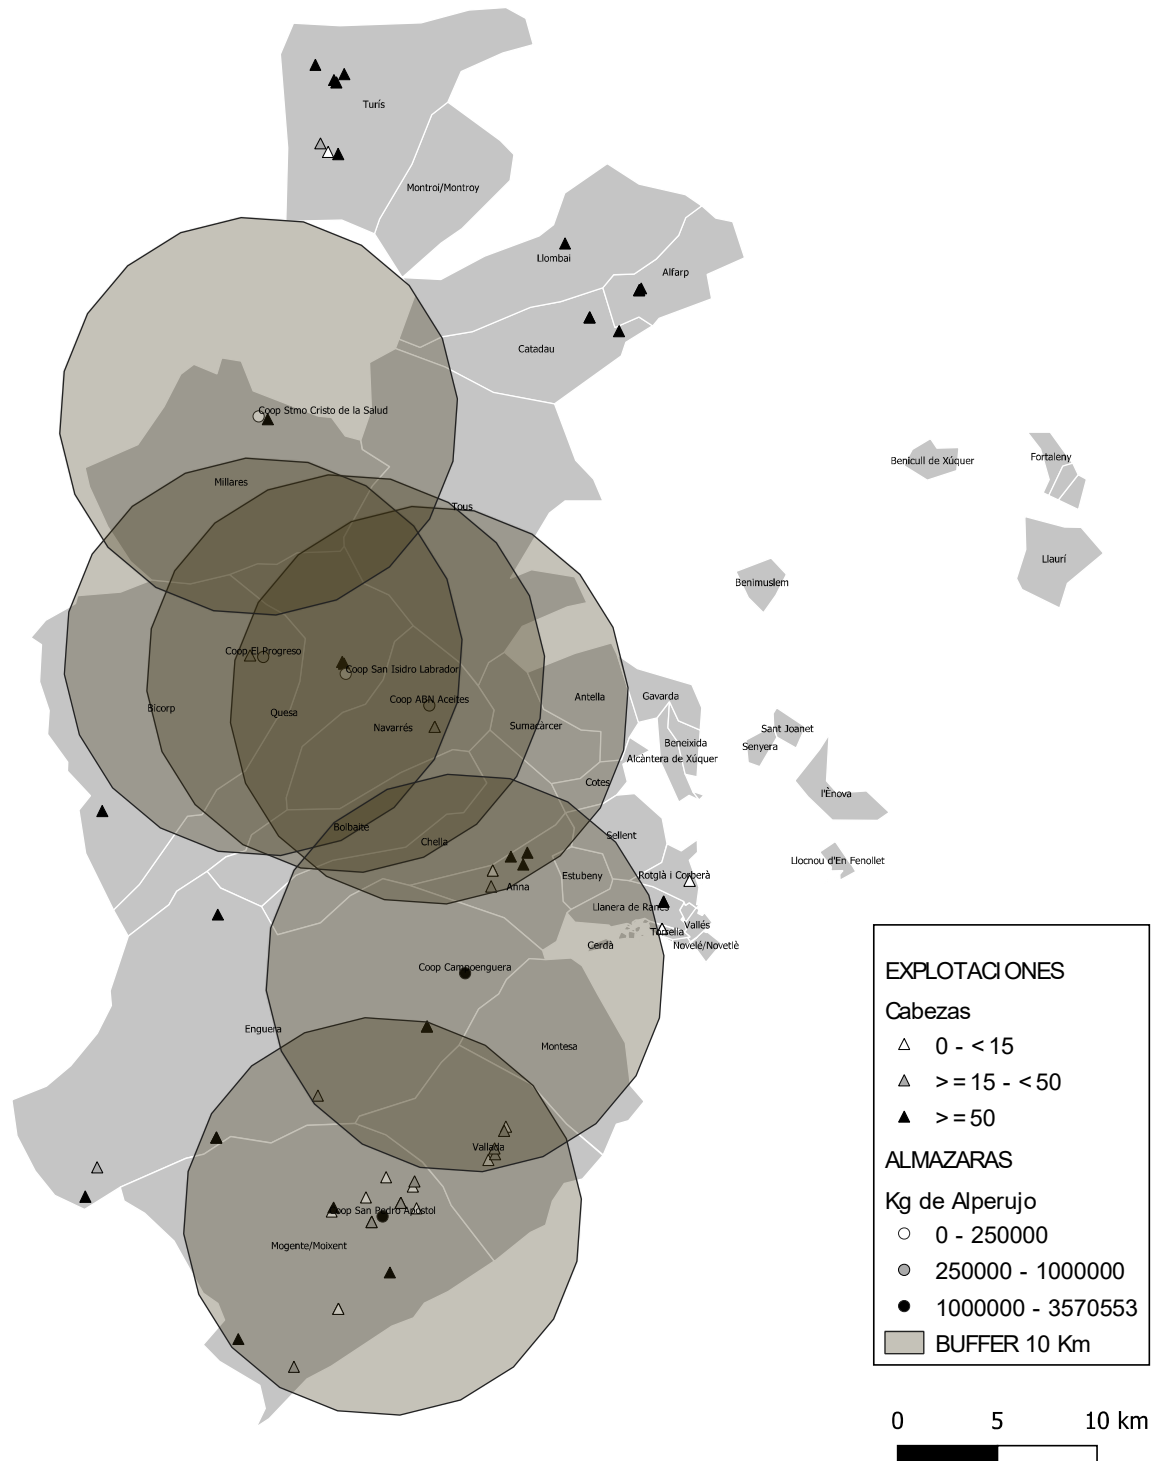 Turís
Montroi/Montroy
Llombai
Alfarp
Catadau
Coop Stmo Cristo de la Salud
Benicull de Xúquer
Fortaleny
Millares
Tous
Llaurí
Benimuslem
Coop El Progreso
Coop San Isidro Labrador
Coop ABN Aceites
Antella
Gavarda
Bicorp
Quesa
Navarrés
Sumacàrcer
Sant Joanet
Beneixida
Senyera
Alcàntera de Xúquer
Cotes
l'Ènova
Bolbaite
Chella
Sellent
Llocnou d'En Fenollet
Estubeny
Rotglà i Corberà
Anna
Llanera de Ranes
Vallés
Torrella
Cerdà
Novelé/Novetlè
Coop Campoenguera
Enguera
Montesa
Vallada
Coop San Pedro Apostol
Mogente/Moixent
EXPLOTACIONES
Cabezas
0 - <15
>=15 - <50
>=50
ALMAZARAS
Kg de Alperujo
0 - 250000
250000 - 1000000
1000000 - 3570553
BUFFER 10 Km
0 5 10 km